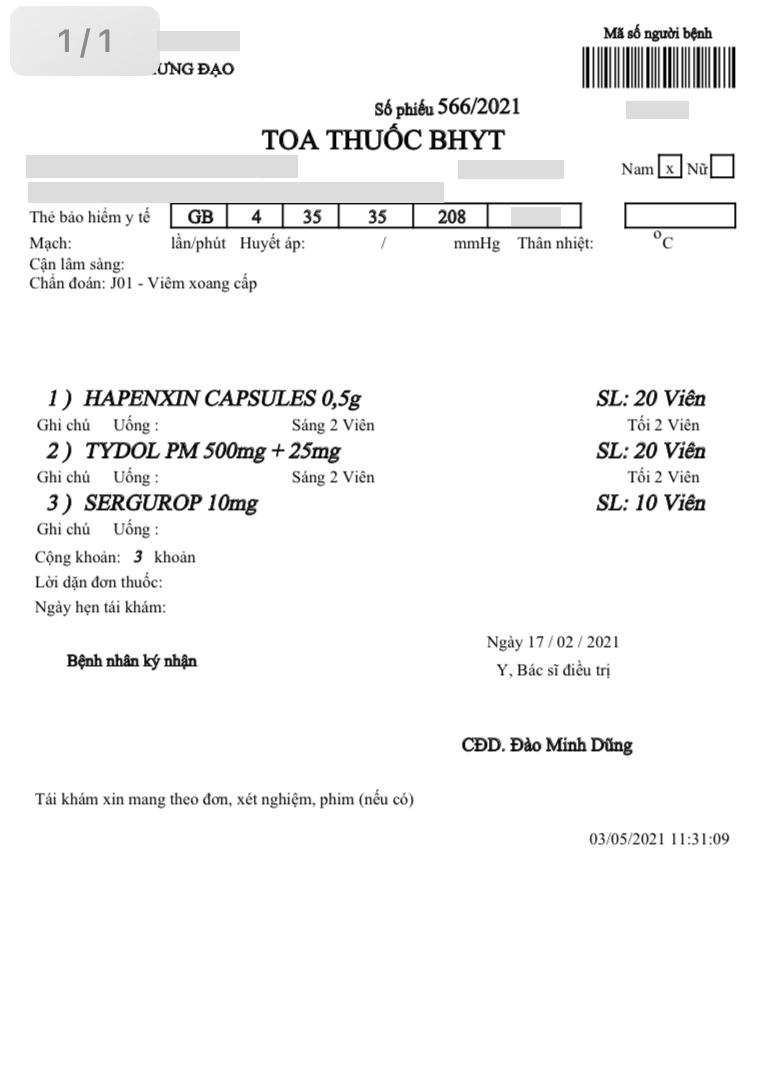 1/1
Mã số người bệnh
ƯNG ĐẠO
Số phiếu 566/2021
TOA THUỐC BHYT
Nam x Nữ
Thẻ bảo hiểm y tế GB 4 35 35 208
Mạch: lần/phút Huyết áp: / mmHg Thân nhiệt: ºC
Cận lâm sàng:
Chẩn đoán: J01 - Viêm xoang cấp
1 ) HAPENXIN CAPSULES 0,5g SL: 20 Viên
Ghi chú Uống : Sáng 2 Viên Tối 2 Viên
2 ) TYDOL PM 500mg + 25mg SL: 20 Viên
Ghi chú Uống : Sáng 2 Viên Tối 2 Viên
3 ) SERGUROP 10mg SL: 10 Viên
Ghi chú Uống :
Cộng khoản: 3 khoản
Lời dặn đơn thuốc:
Ngày hẹn tái khám:
Ngày 17 / 02 / 2021
Bệnh nhân ký nhận
Y, Bác sĩ điều trị
CĐD. Đào Minh Dũng
Tái khám xin mang theo đơn, xét nghiệm, phim (nếu có)
03/05/2021 11:31:09